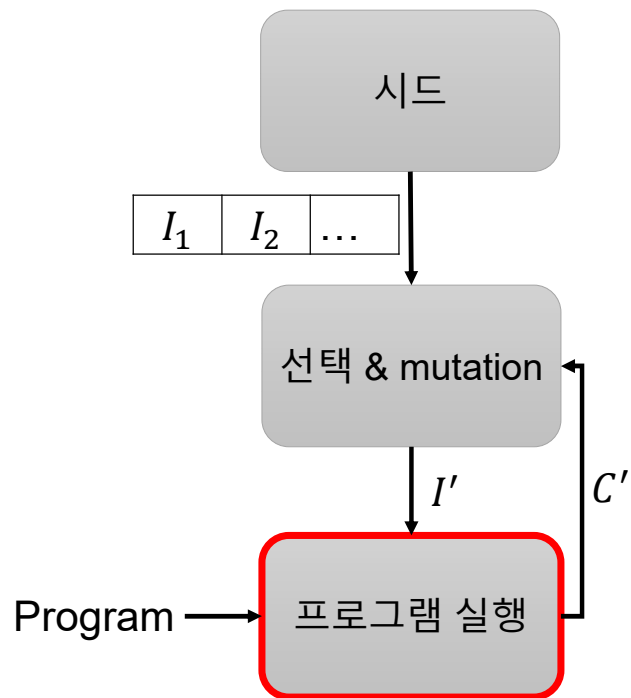 시드
I₁ I₂ ...
선택 & mutation
I′
C′
Program
프로그램 실행